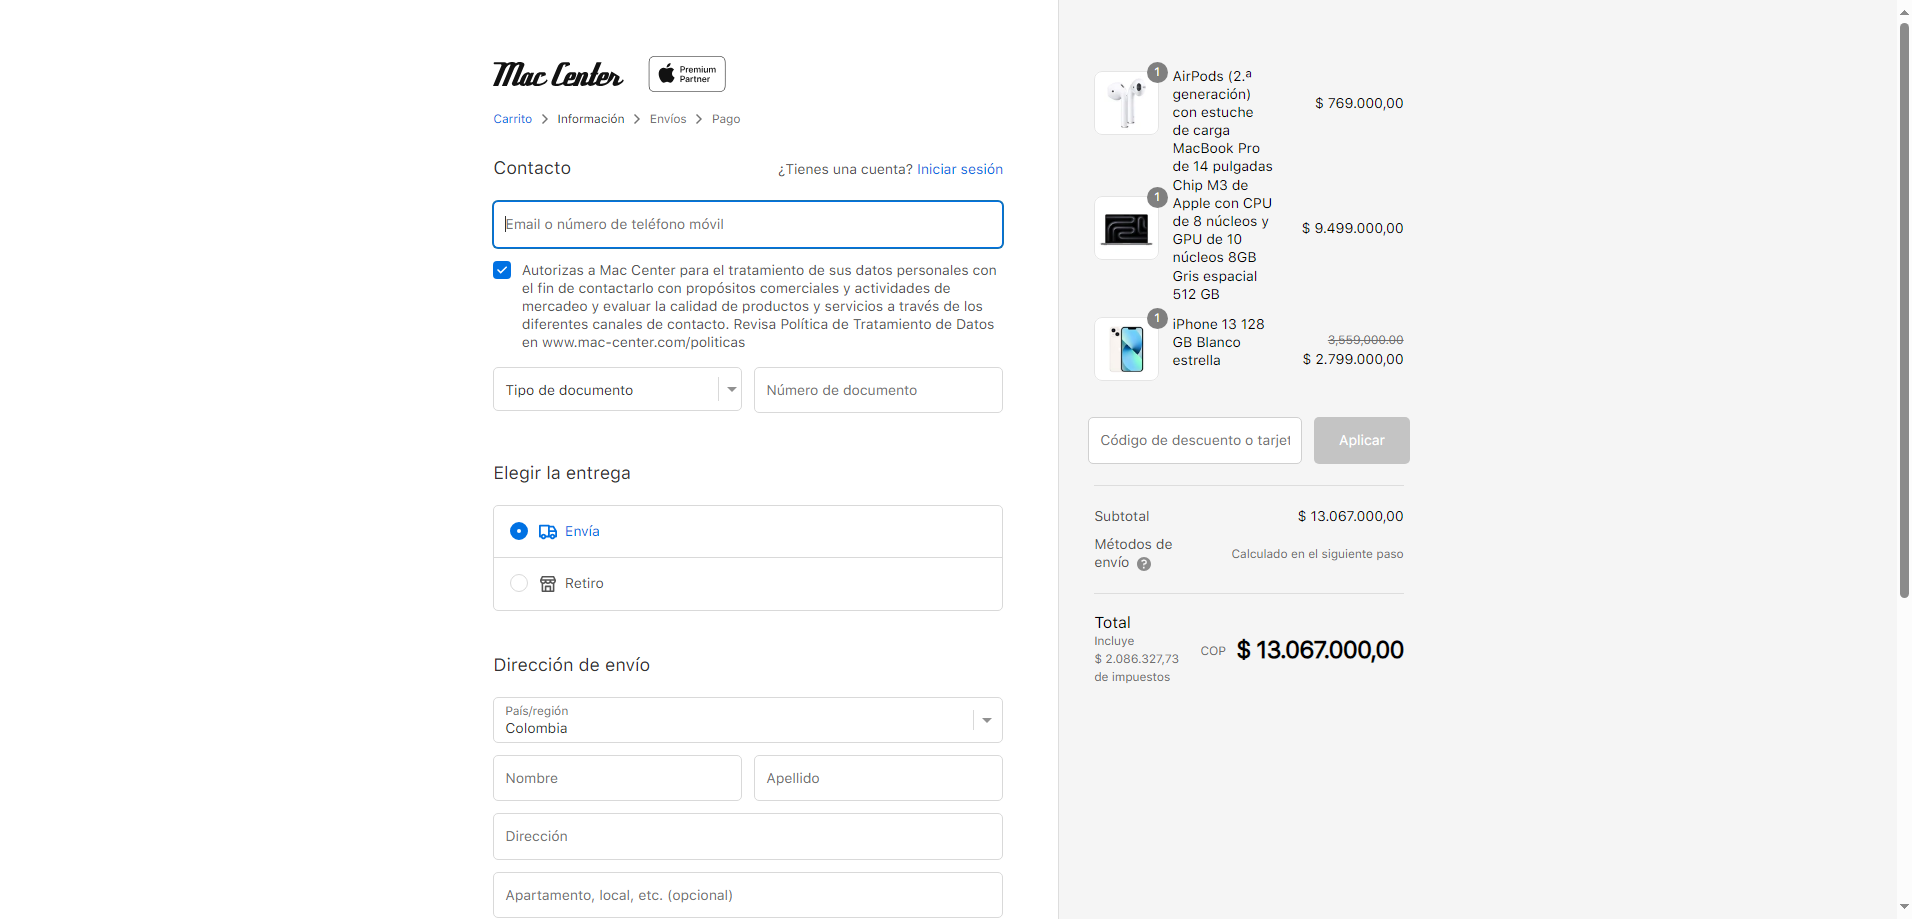 Mac Center
Premium
Partner
Carrito > Información > Envíos > Pago
Contacto
¿Tienes una cuenta? Iniciar sesión
Email o número de teléfono móvil
Autorizas a Mac Center para el tratamiento de sus datos personales con
el fin de contactarlo con propósitos comerciales y actividades de
mercadeo y evaluar la calidad de productos y servicios a través de los
diferentes canales de contacto. Revisa Política de Tratamiento de Datos
en www.mac-center.com/politicas
Tipo de documento
Número de documento
Elegir la entrega
Envía
Retiro
Dirección de envío
País/región
Colombia
Nombre
Apellido
Dirección
Apartamento, local, etc. (opcional)
1
AirPods (2.ª
generación)
con estuche
de carga
$ 769.000,00
1
MacBook Pro
de 14 pulgadas
Chip M3 de
Apple con CPU
de 8 núcleos y
GPU de 10
núcleos 8GB
Gris espacial
512 GB
$ 9.499.000,00
1
iPhone 13 128
GB Blanco
estrella
3,559,000.00
$ 2.799.000,00
Código de descuento o tarjet
Aplicar
Subtotal
$ 13.067.000,00
Métodos de
envío ?
Calculado en el siguiente paso
Total
Incluye
$ 2.086.327,73
de impuestos
COP $ 13.067.000,00